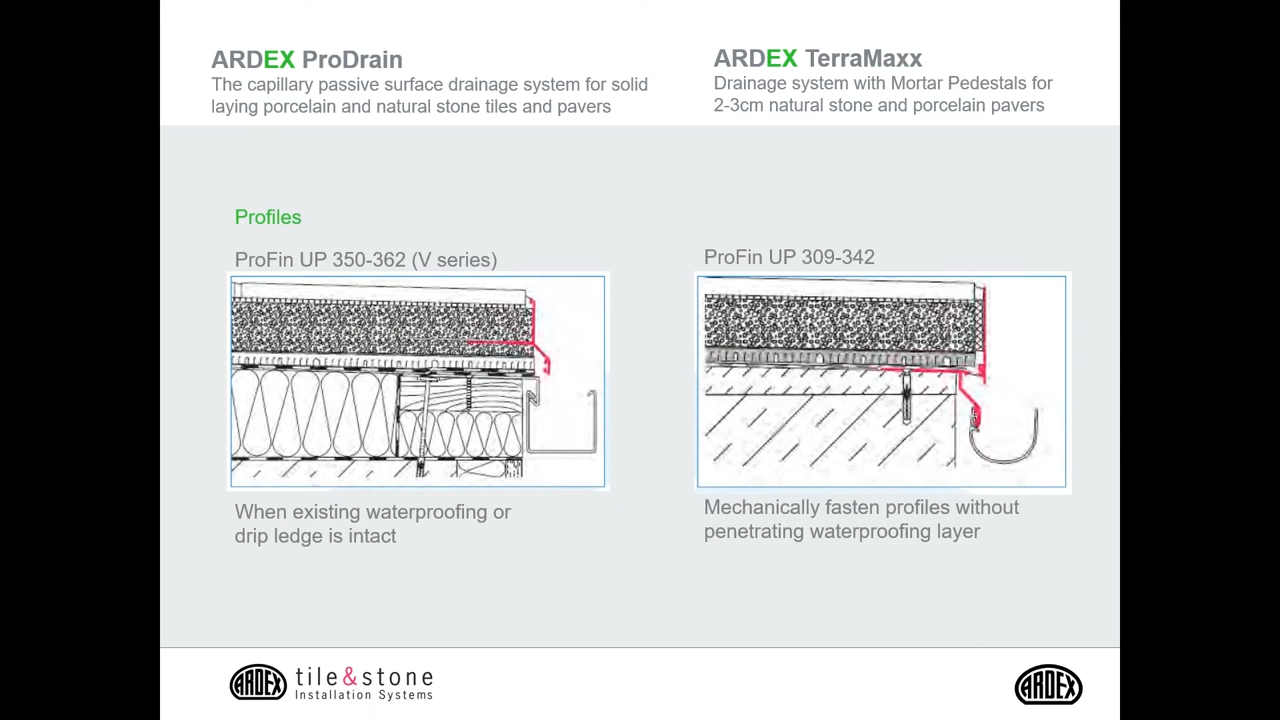 ARDEX ProDrain
The capillary passive surface drainage system for solid
laying porcelain and natural stone tiles and pavers
ARDEX TerraMaxx
Drainage system with Mortar Pedestals for
2-3cm natural stone and porcelain pavers
Profiles
ProFin UP 350-362 (V series)
When existing waterproofing or
drip ledge is intact
ProFin UP 309-342
Mechanically fasten profiles without
penetrating waterproofing layer
ARDEX
tile&stone
Installation Systems
ARDEX